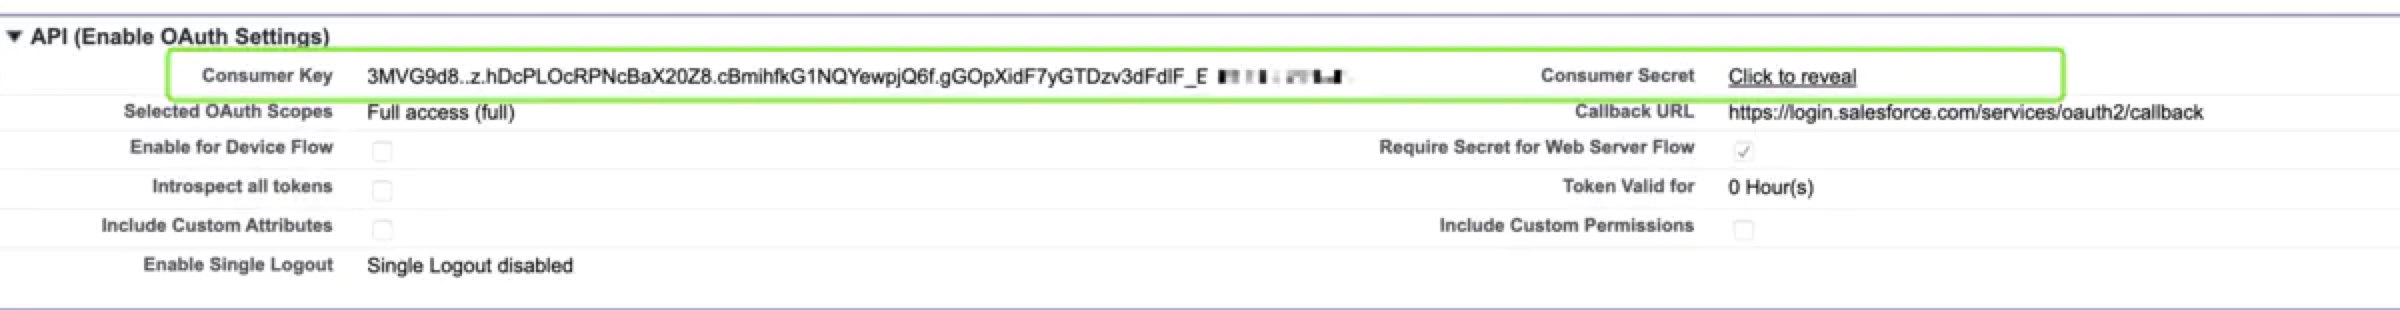 ▼ API (Enable OAuth Settings)
Consumer Key 3MVG9d8..z.hDcPLOcRPNcBaX20Z8.cBmihfkG1NQYewpjQ6f.gGOpXidF7yGTDzv3dFdlF_E Consumer Secret Click to reveal
Selected OAuth Scopes Full access (full) Callback URL https://login.salesforce.com/services/oauth2/callback
Enable for Device Flow Require Secret for Web Server Flow ✓
Introspect all tokens Token Valid for 0 Hour(s)
Include Custom Attributes Include Custom Permissions
Enable Single Logout Single Logout disabled